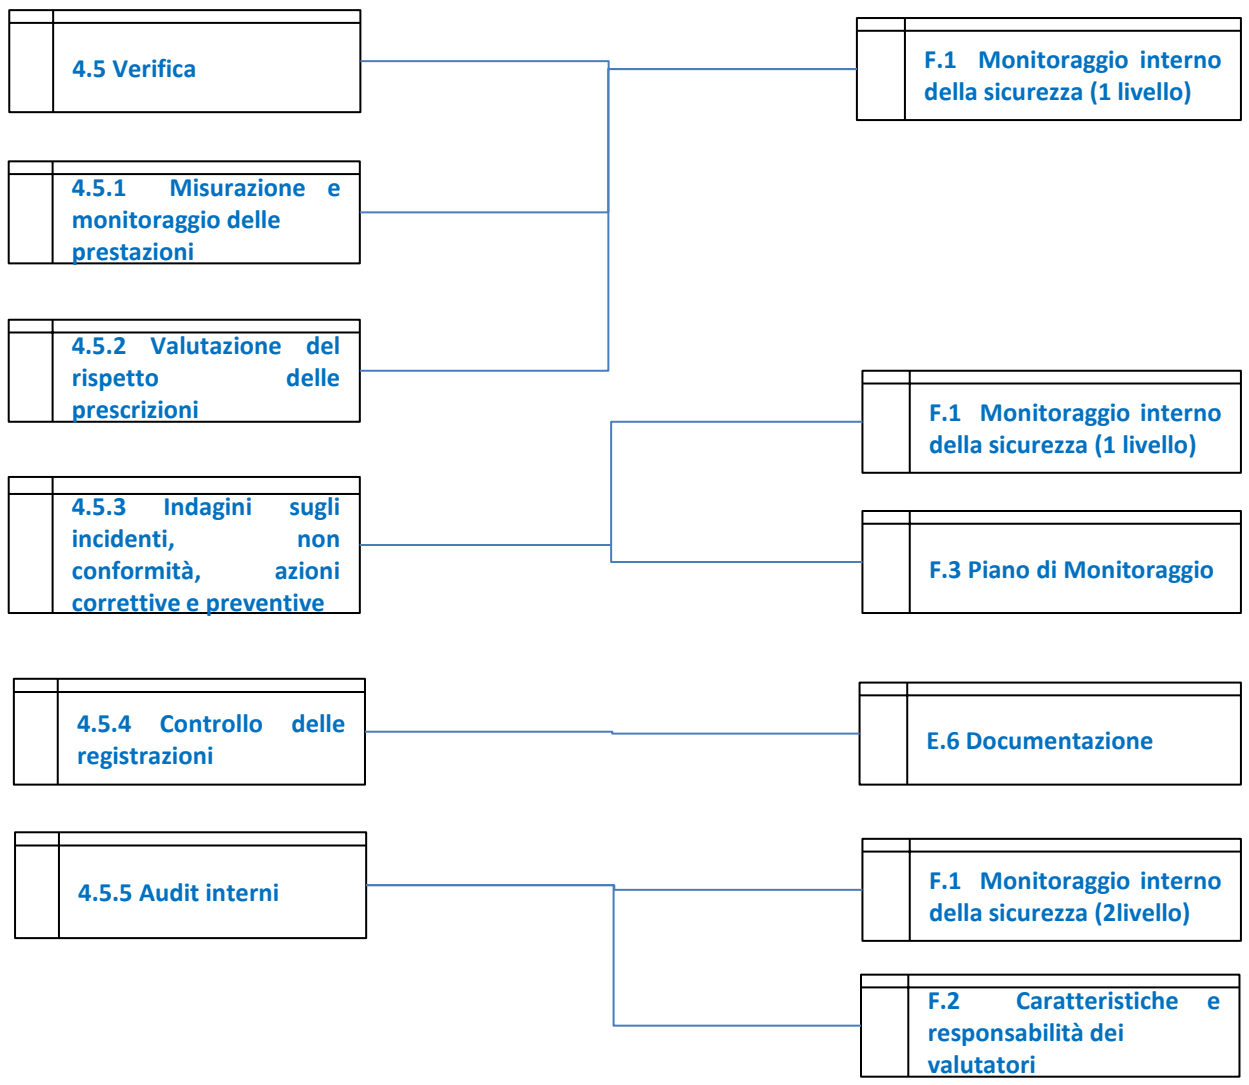 4.5 Verifica
F.1 Monitoraggio interno
della sicurezza (1 livello)
4.5.1 Misurazione e
monitoraggio delle
prestazioni
4.5.2 Valutazione del
rispetto delle
prescrizioni
F.1 Monitoraggio interno
della sicurezza (1 livello)
4.5.3 Indagini sugli
incidenti, non
conformità, azioni
correttive e preventive
F.3 Piano di Monitoraggio
4.5.4 Controllo delle
registrazioni
E.6 Documentazione
4.5.5 Audit interni
F.1 Monitoraggio interno
della sicurezza (2livello)
F.2 Caratteristiche e
responsabilità dei
valutatori